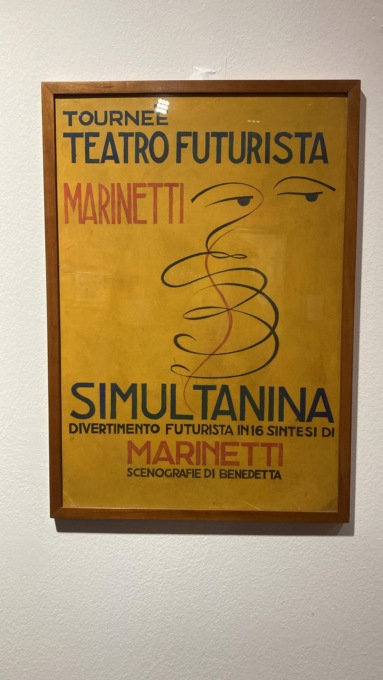 TOURNEE
TEATRO FUTURISTA
MARINETTI
SIMULTANINA
DIVERTIMENTO FUTURISTA IN 16 SINTESI DI
MARINETTI
SCENOGRAFIE DI BENEDETTA